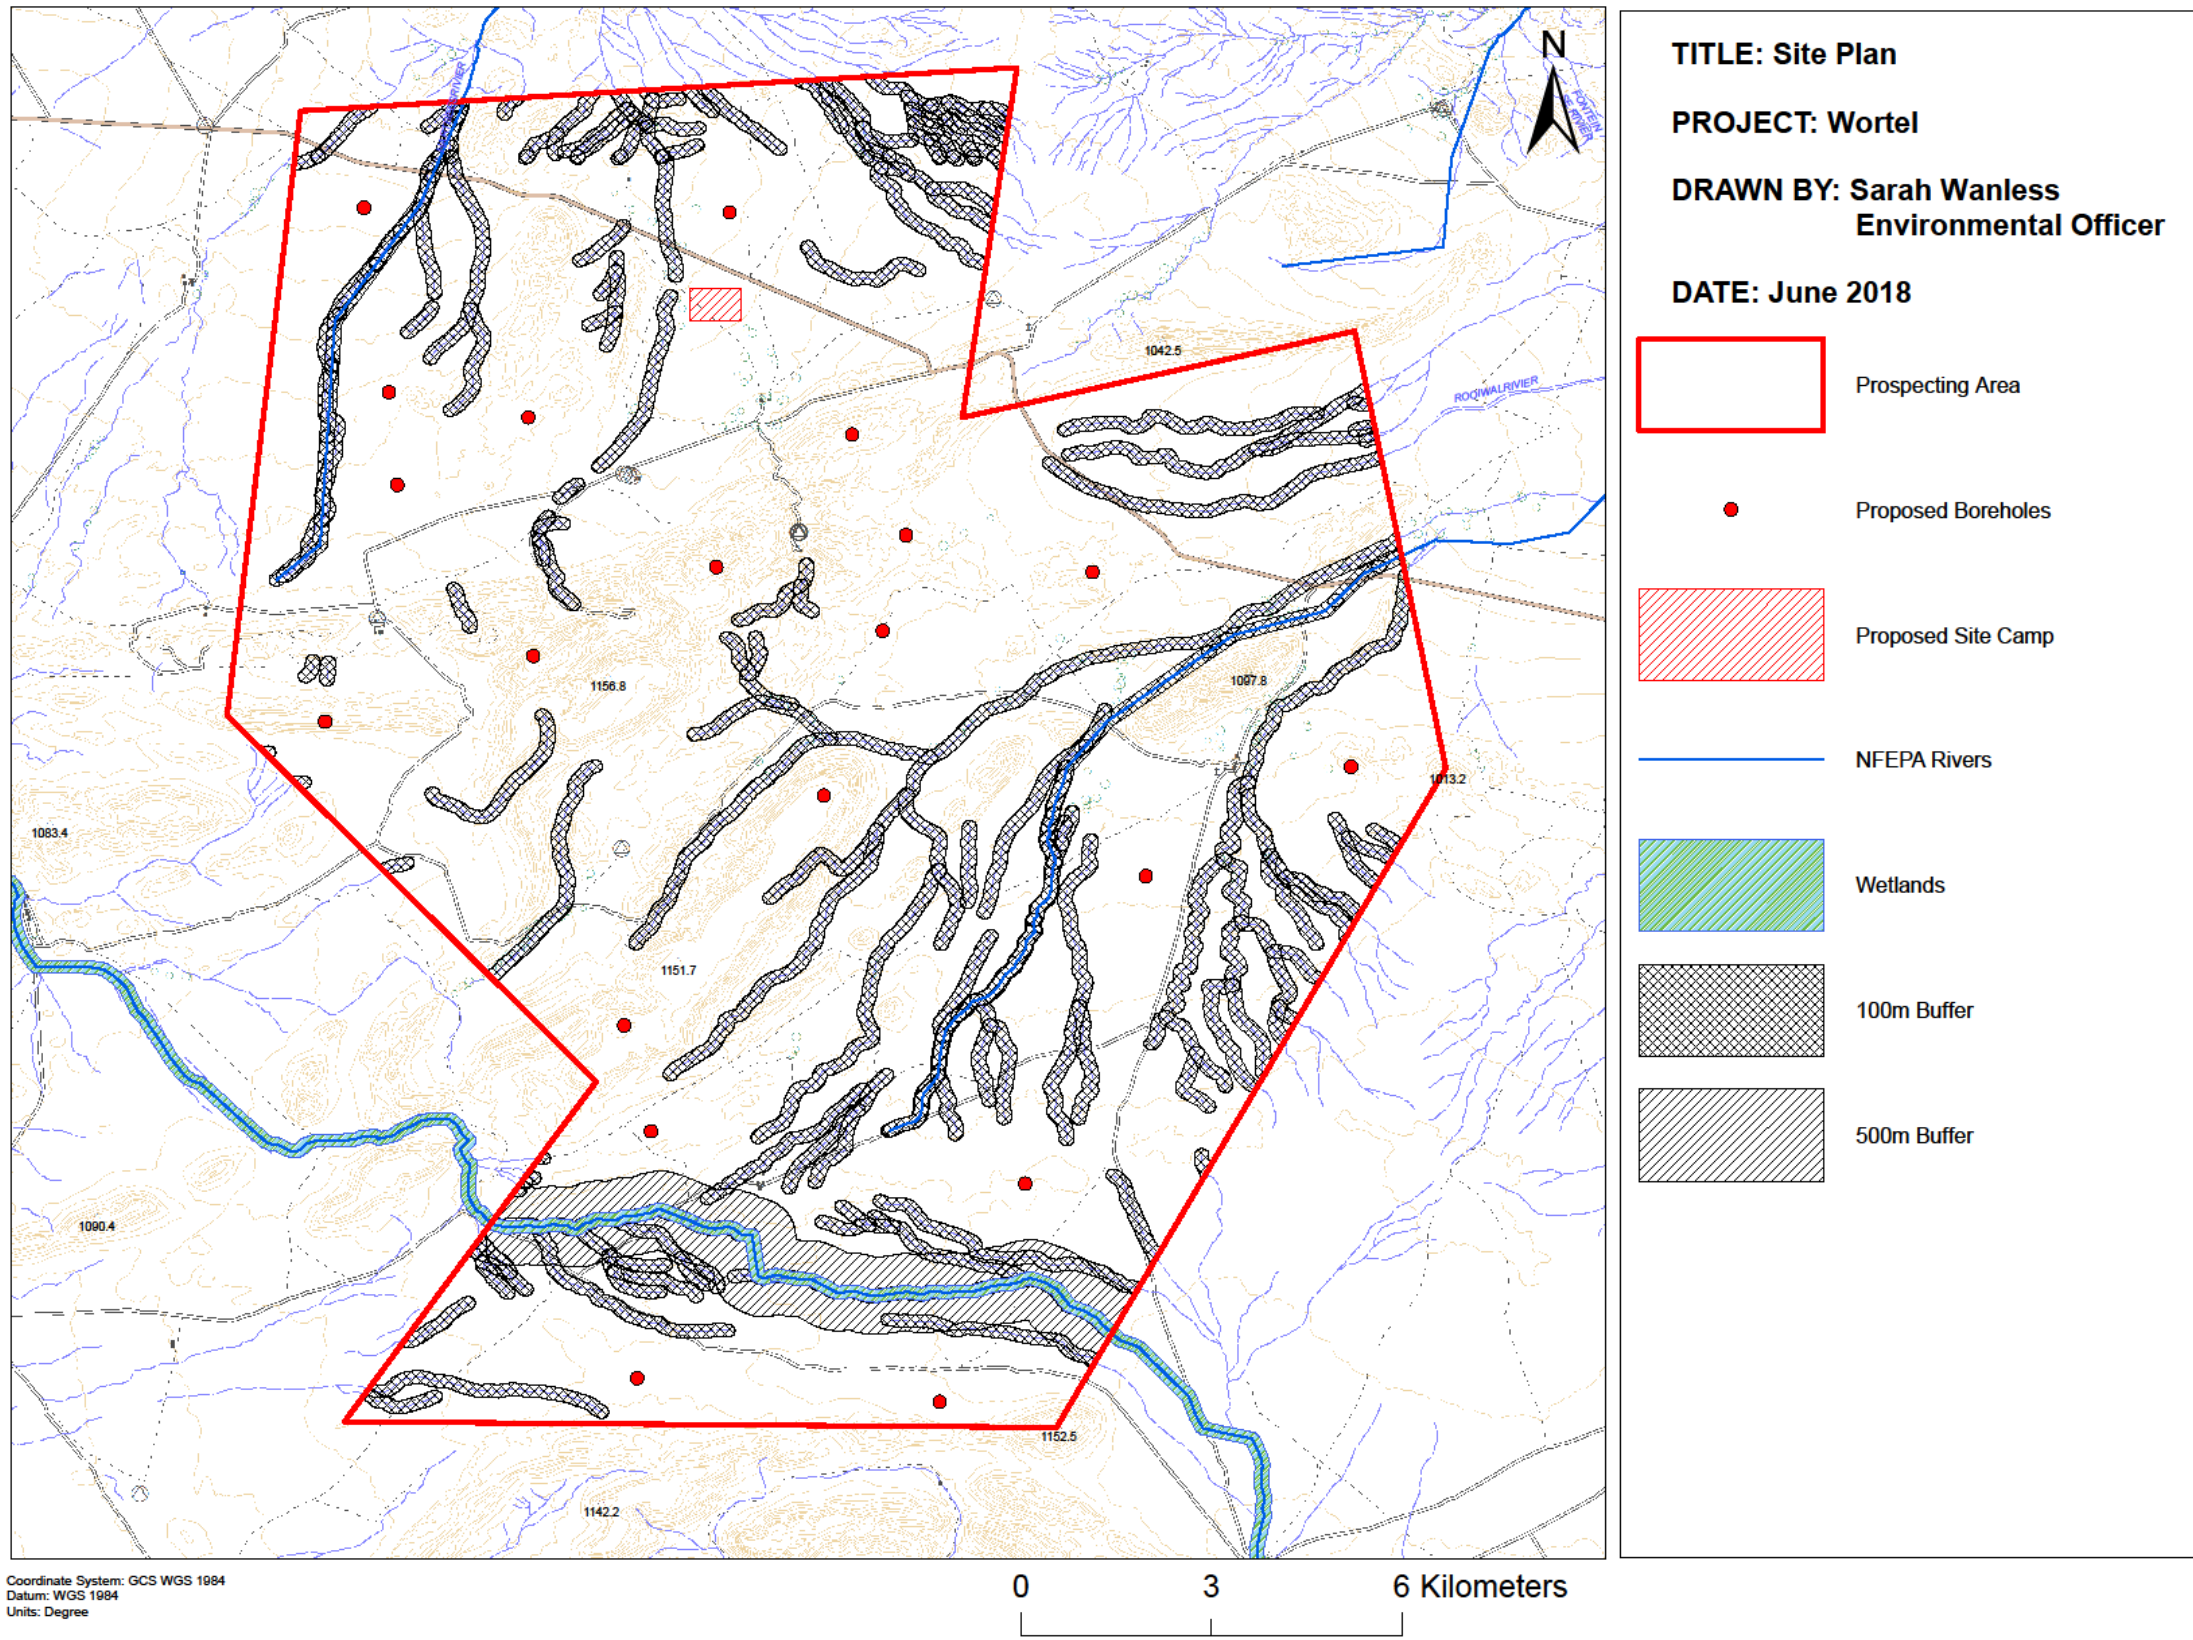 N
FONTEIN
SE RIVIER
1042.5
ROOIWALRIVIER
1156.8
1097.8
1013.2
1083.4
1151.7
1090.4
1152.5
1142.2
TITLE: Site Plan
PROJECT: Wortel
DRAWN BY: Sarah Wanless
Environmental Officer
DATE: June 2018
Prospecting Area
Proposed Boreholes
Proposed Site Camp
NFEPA Rivers
Wetlands
100m Buffer
500m Buffer
Coordinate System: GCS WGS 1984
Datum: WGS 1984
Units: Degree
0 3 6 Kilometers